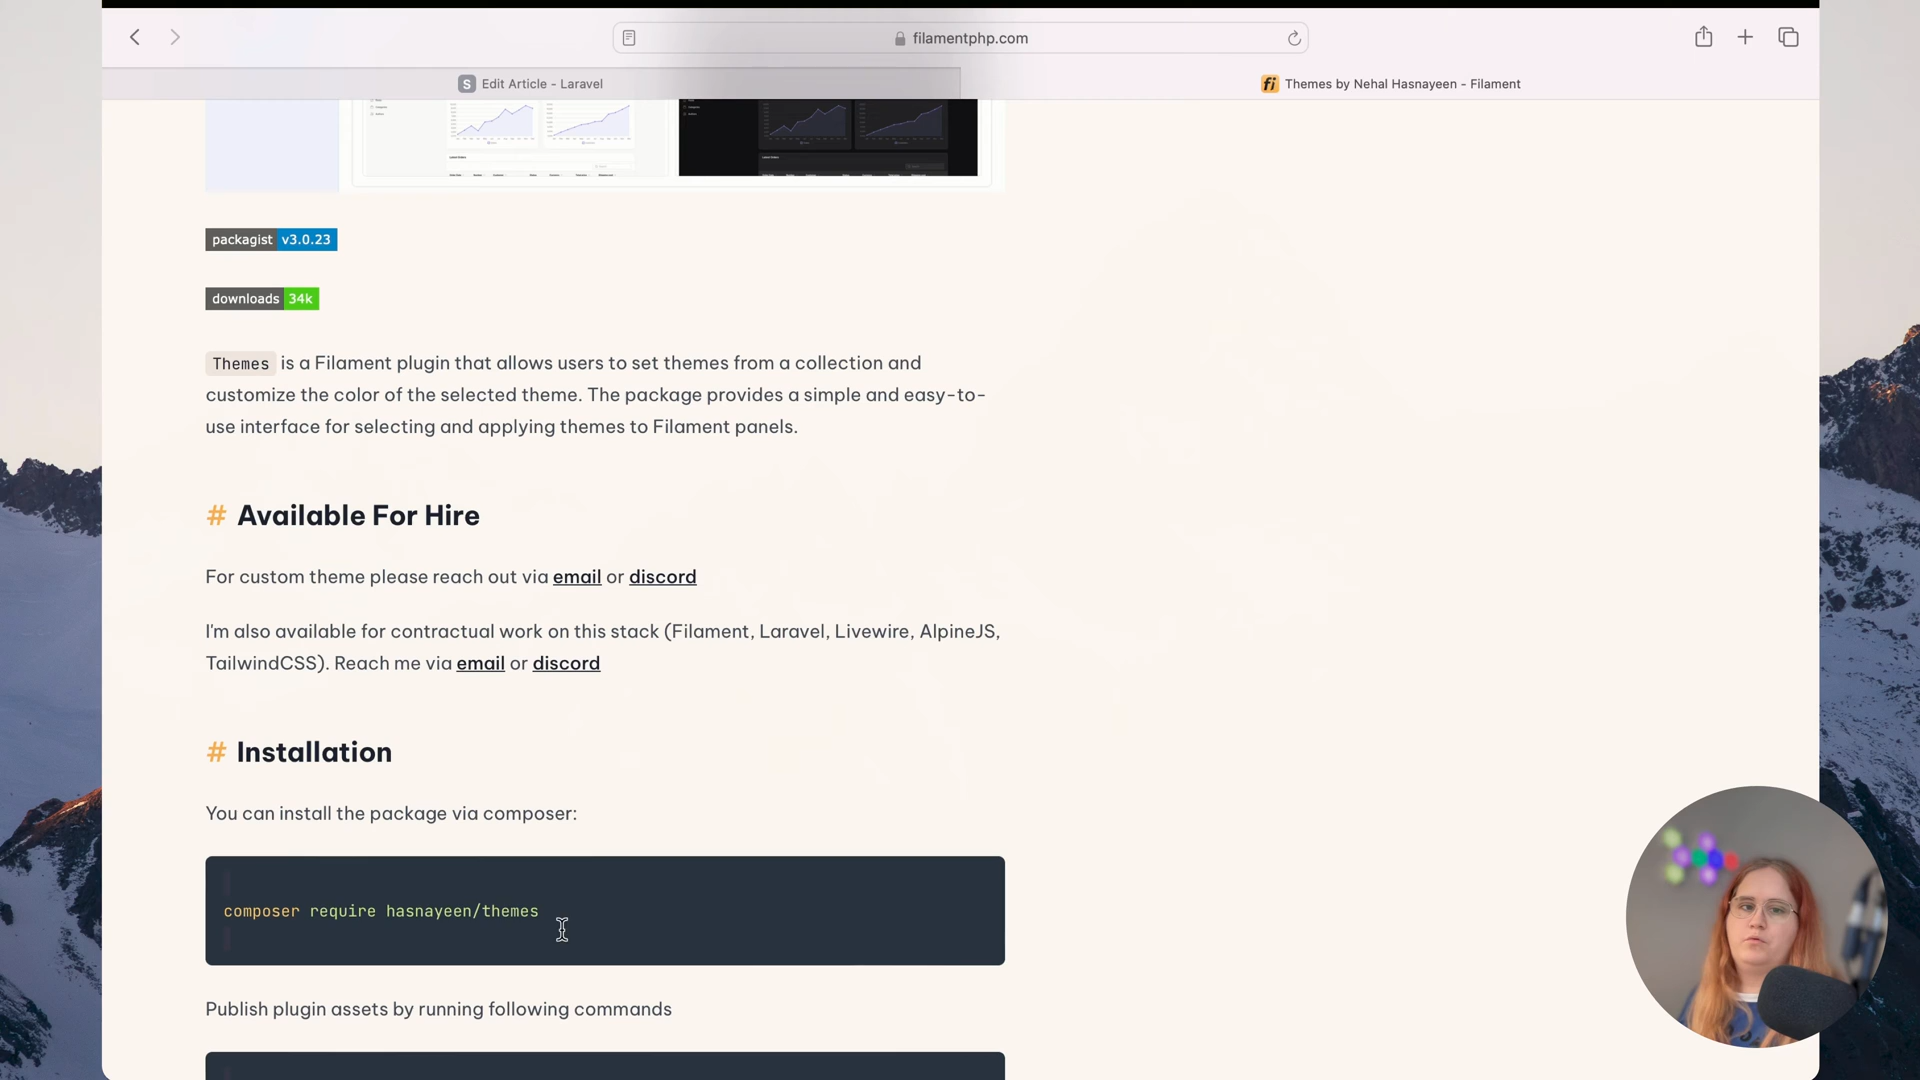 filamentphp.com
S Edit Article - Laravel
fi Themes by Nehal Hasnayeen - Filament
packagist v3.0.23
downloads 34k
Themes is a Filament plugin that allows users to set themes from a collection and
customize the color of the selected theme. The package provides a simple and easy-to-
use interface for selecting and applying themes to Filament panels.
# Available For Hire
For custom theme please reach out via email or discord
I'm also available for contractual work on this stack (Filament, Laravel, Livewire, AlpineJS,
TailwindCSS). Reach me via email or discord
# Installation
You can install the package via composer:
composer require hasnayeen/themes
Publish plugin assets by running following commands